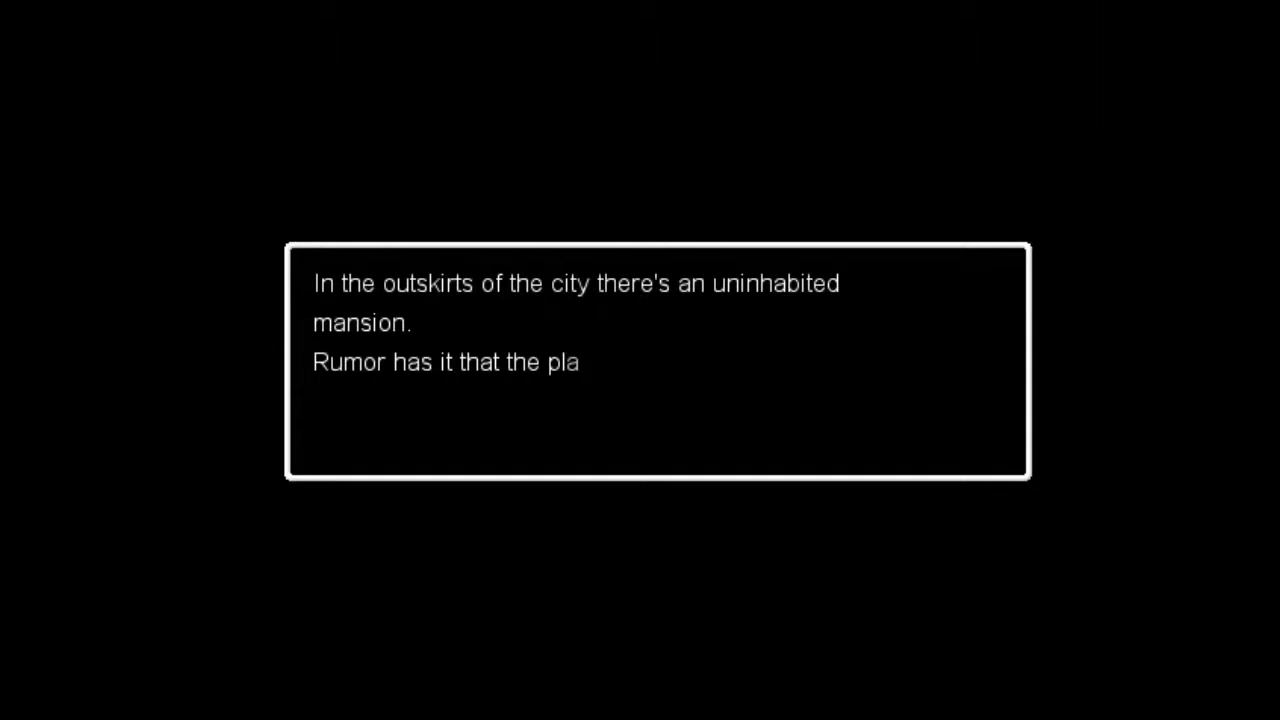 In the outskirts of the city there's an uninhabited
mansion.
Rumor has it that the pla